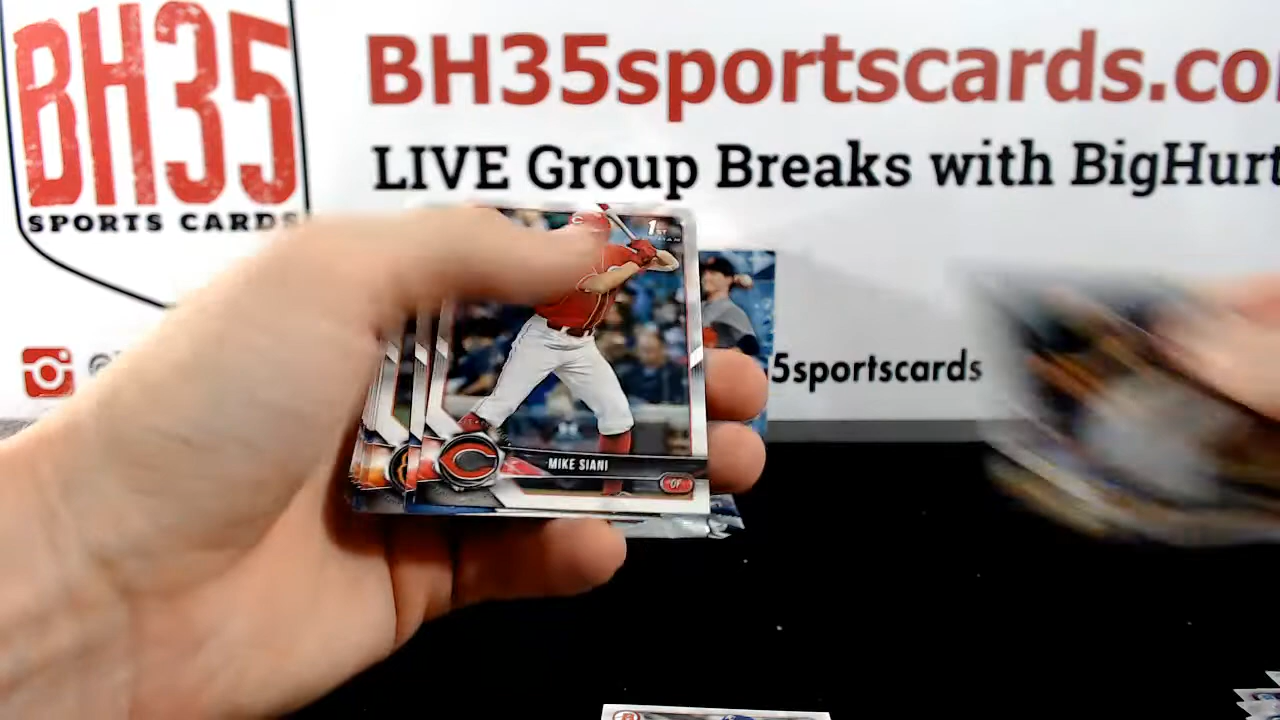 BH35
SPORTS CARDS
BH35sportscards.co
LIVE Group Breaks with BigHurt
5sportscards
1ST
MIKE SIANI
OF